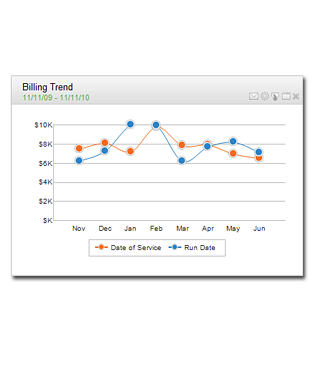 Billing Trend
11/11/09 - 11/11/10
$10K
$8K
$6K
$4K
$2K
$K
Nov Dec Jan Feb Mar Apr May Jun
Date of Service Run Date